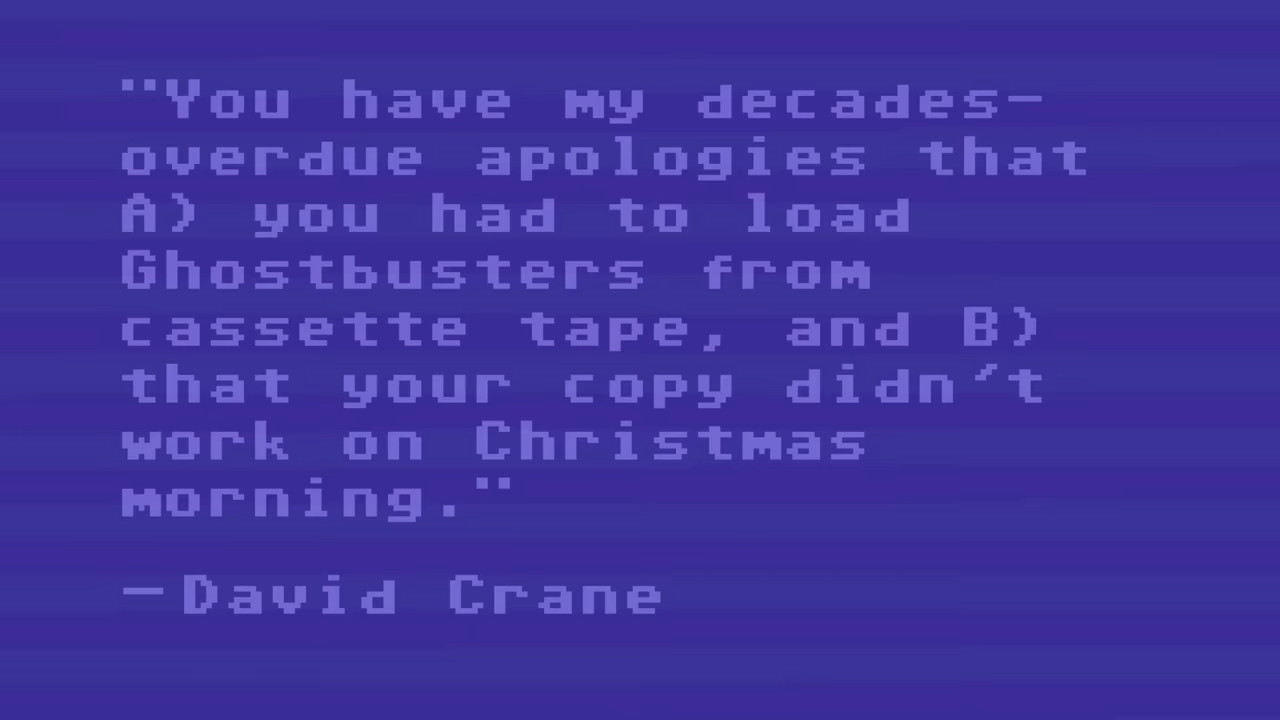 "You have my decades-
overdue apologies that
A) you had to load
Ghostbusters from
cassette tape, and B)
that your copy didn't
work on Christmas
morning."
—David Crane